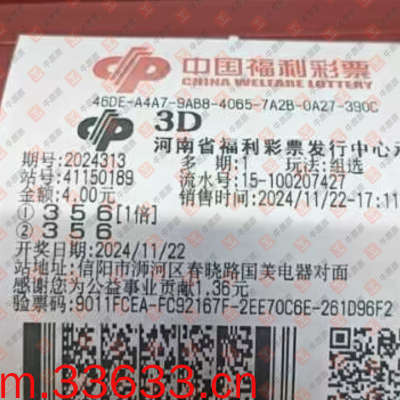 中国福利彩票
CHINA WELFARE LOTTERY
46DE-A4A7-9AB8-4065-7A2B-0A27-390C
3D
河南省福利彩票发行中心
期号:2024313 多 期:1 玩法:组选
站号:41150189 流水号:15-100207427
金额:4.00元 销售时间:2024/11/22-17:11
① 3 5 6[1倍]
② 3 5 6
开奖日期:2024/11/22
站地址:信阳市浉河区春晓路国美电器对面
感谢您为公益事业贡献1.36元
验票码:9011FCEA-FC92167F-2EE70C6E-261D96F2
m.33633.cn